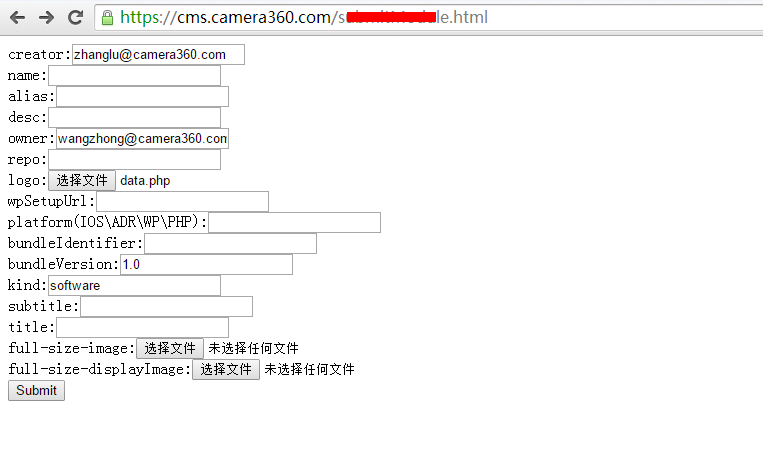 https://cms.camera360.com/s le.html
creator:zhanglu@camera360.com
name:
alias:
desc:
owner:wangzhong@camera360.com
repo:
logo:选择文件 data.php
wpSetupUrl:
platform(IOS\ADR\WP\PHP):
bundleIdentifier:
bundleVersion:1.0
kind:software
subtitle:
title:
full-size-image:选择文件 未选择任何文件
full-size-displayImage:选择文件 未选择任何文件
Submit